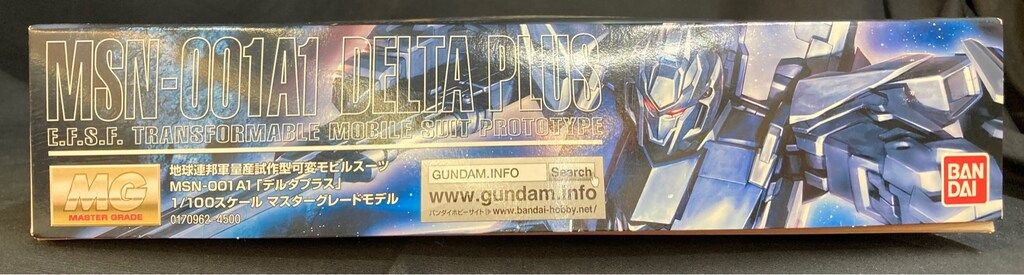 MSN-001A1 DELTA PLUS
E.F.S.F. TRANSFORMABLE MOBILE SUIT PROTOTYPE
MG
MASTER GRADE
地球連邦軍量産試作型可変モビルスーツ
MSN-001A1「デルタプラス」
1/100スケール マスターグレードモデル
0170962-4500
GUNDAM.INFO Search
www.gundam.info
バンダイホビーサイト www.bandai-hobby.net/
BAN
DAI